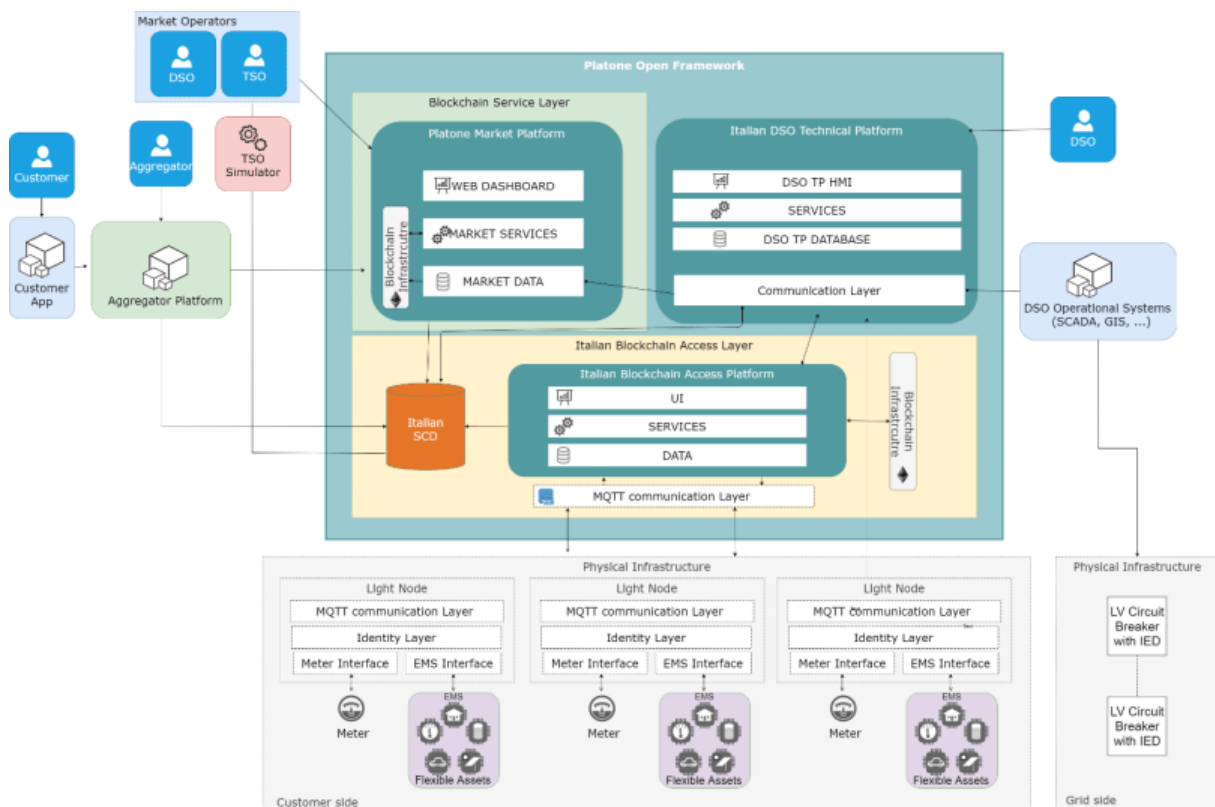 Market Operators
DSO
TSO
Platone Open Framework
Blockchain Service Layer
Platone Market Platform
Italian DSO Technical Platform
DSO
Customer
Aggregator
TSO
Simulator
WEB DASHBOARD
DSO TP HMI
SERVICES
Blockchain
Infrastrcutre
MARKET SERVICES
DSO TP DATABASE
MARKET DATA
Communication Layer
Customer
App
Aggregator Platform
DSO Operational Systems
(SCADA, GIS, ...)
Italian Blockchain Access Layer
Italian Blockchain Access Platform
UI
SERVICES
DATA
Italian
SCD
Blockchain
Infrastrcutre
MQTT communication Layer
Physical Infrastructure
Light Node
MQTT communication Layer
Identity Layer
Meter Interface
EMS Interface
Meter
EMS
Flexible Assets
Light Node
MQTT communication Layer
Identity Layer
Meter Interface
EMS Interface
Meter
EMS
Flexible Assets
Light Node
MQTT communication Layer
Identity Layer
Meter Interface
EMS Interface
Meter
EMS
Flexible Assets
Customer side
Physical Infrastructure
LV Circuit
Breaker
with IED
LV Circuit
Breaker
with IED
Grid side